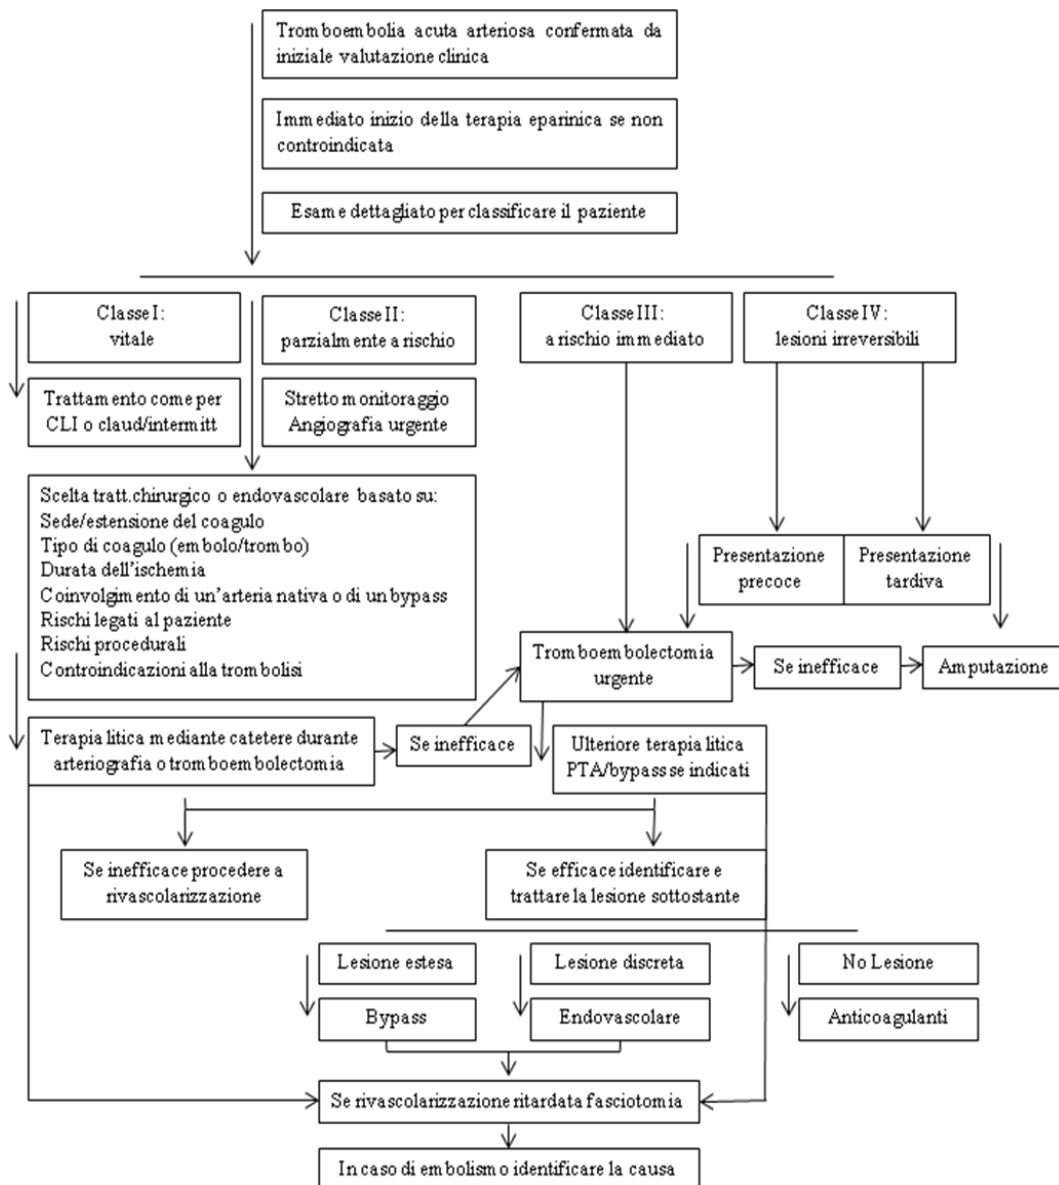 Tromboembolia acuta arteriosa confermata da
iniziale valutazione clinica
Immediato inizio della terapia eparinica se non
controindicata
Esame dettagliato per classificare il paziente
Classe I:
vitale
Classe II:
parzialmente a rischio
Classe III:
a rischio immediato
Classe IV:
lesioni irreversibili
Trattamento come per
CLI o claud/intermitt
Stretto monitoraggio
Angiografia urgente
Scelta tratt.chirurgico o endovascolare basato su:
Sede/estensione del coagulo
Tipo di coagulo (embolo/trombo)
Durata dell'ischemia
Coinvolgimento di un'arteria nativa o di un bypass
Rischi legati al paziente
Rischi procedurali
Controindicazioni alla trombolisi
Presentazione
precoce
Presentazione
tardiva
Tromboembolectomia
urgente
Se inefficace
Amputazione
Terapia litica mediante catetere durante
arteriografia o tromboembolectomia
Se inefficace
Ulteriore terapia litica
PTA/bypass se indicati
Se inefficace procedere a
rivascolarizzazione
Se efficace identificare e
trattare la lesione sottostante
Lesione estesa
Lesione discreta
No Lesione
Bypass
Endovascolare
Anticoagulanti
Se rivascolarizzazione ritardata fasciotomia
In caso di embolismo identificare la causa